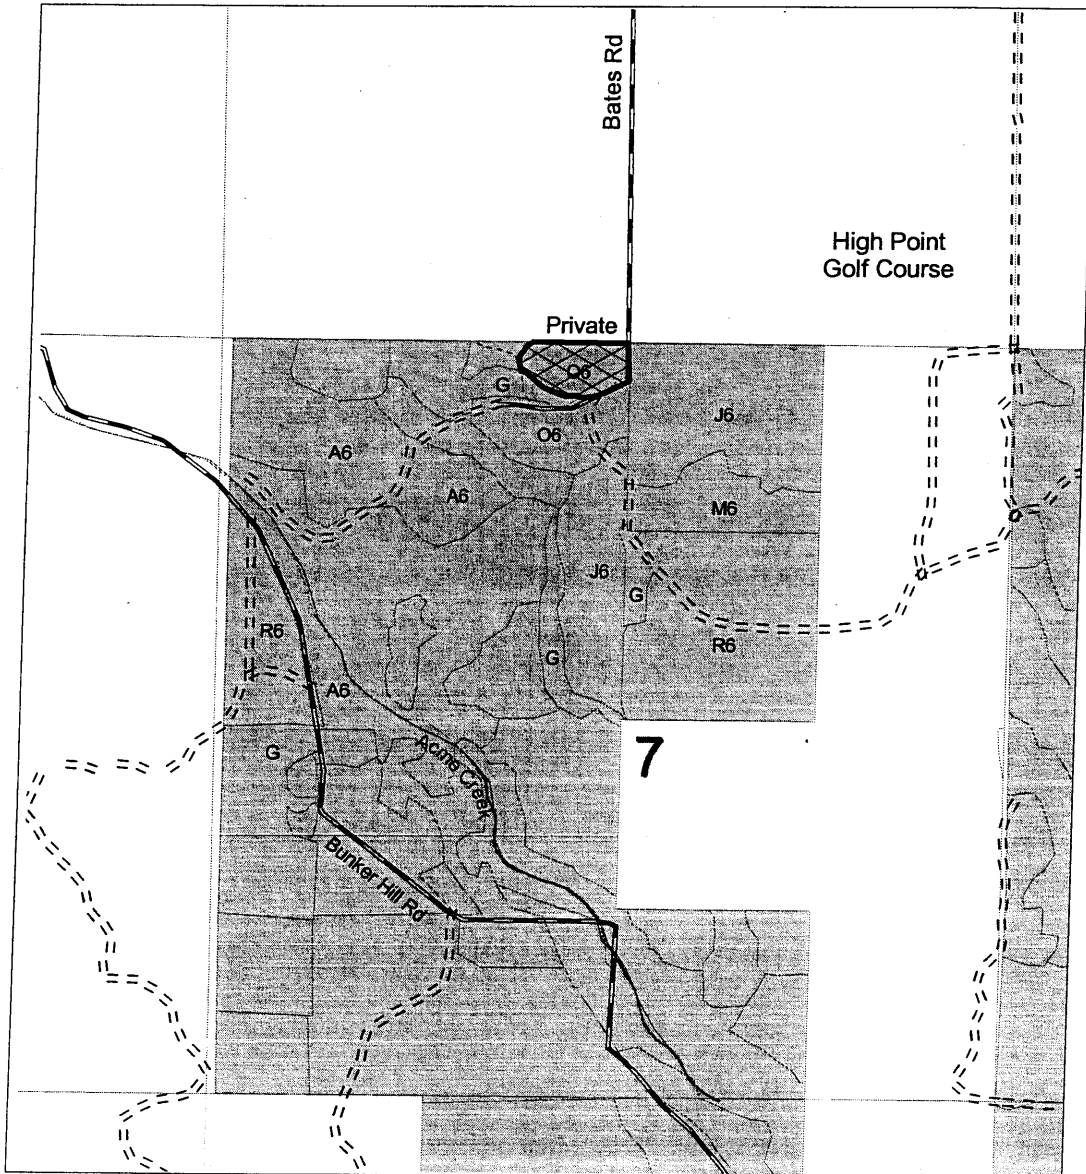 Bates Rd
High Point
Golf Course
Private
O6
G
J6
O6
A6
A6
M6
J6
G
R6
R6
G
A6
G
7
Acme Creek
Bunker Hill Rd